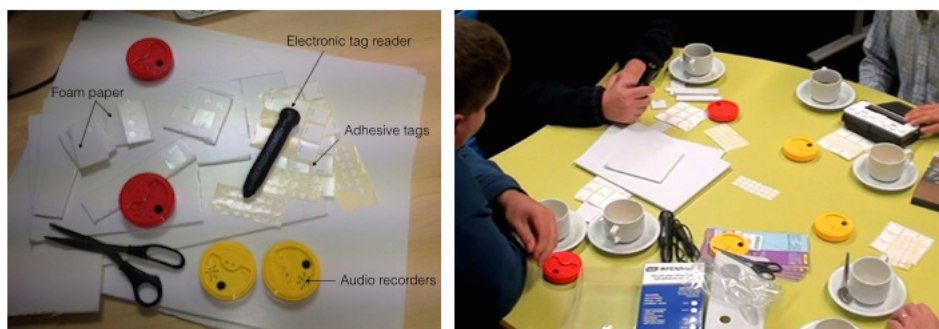 Electronic tag reader
Foam paper
Adhesive tags
Audio recorders